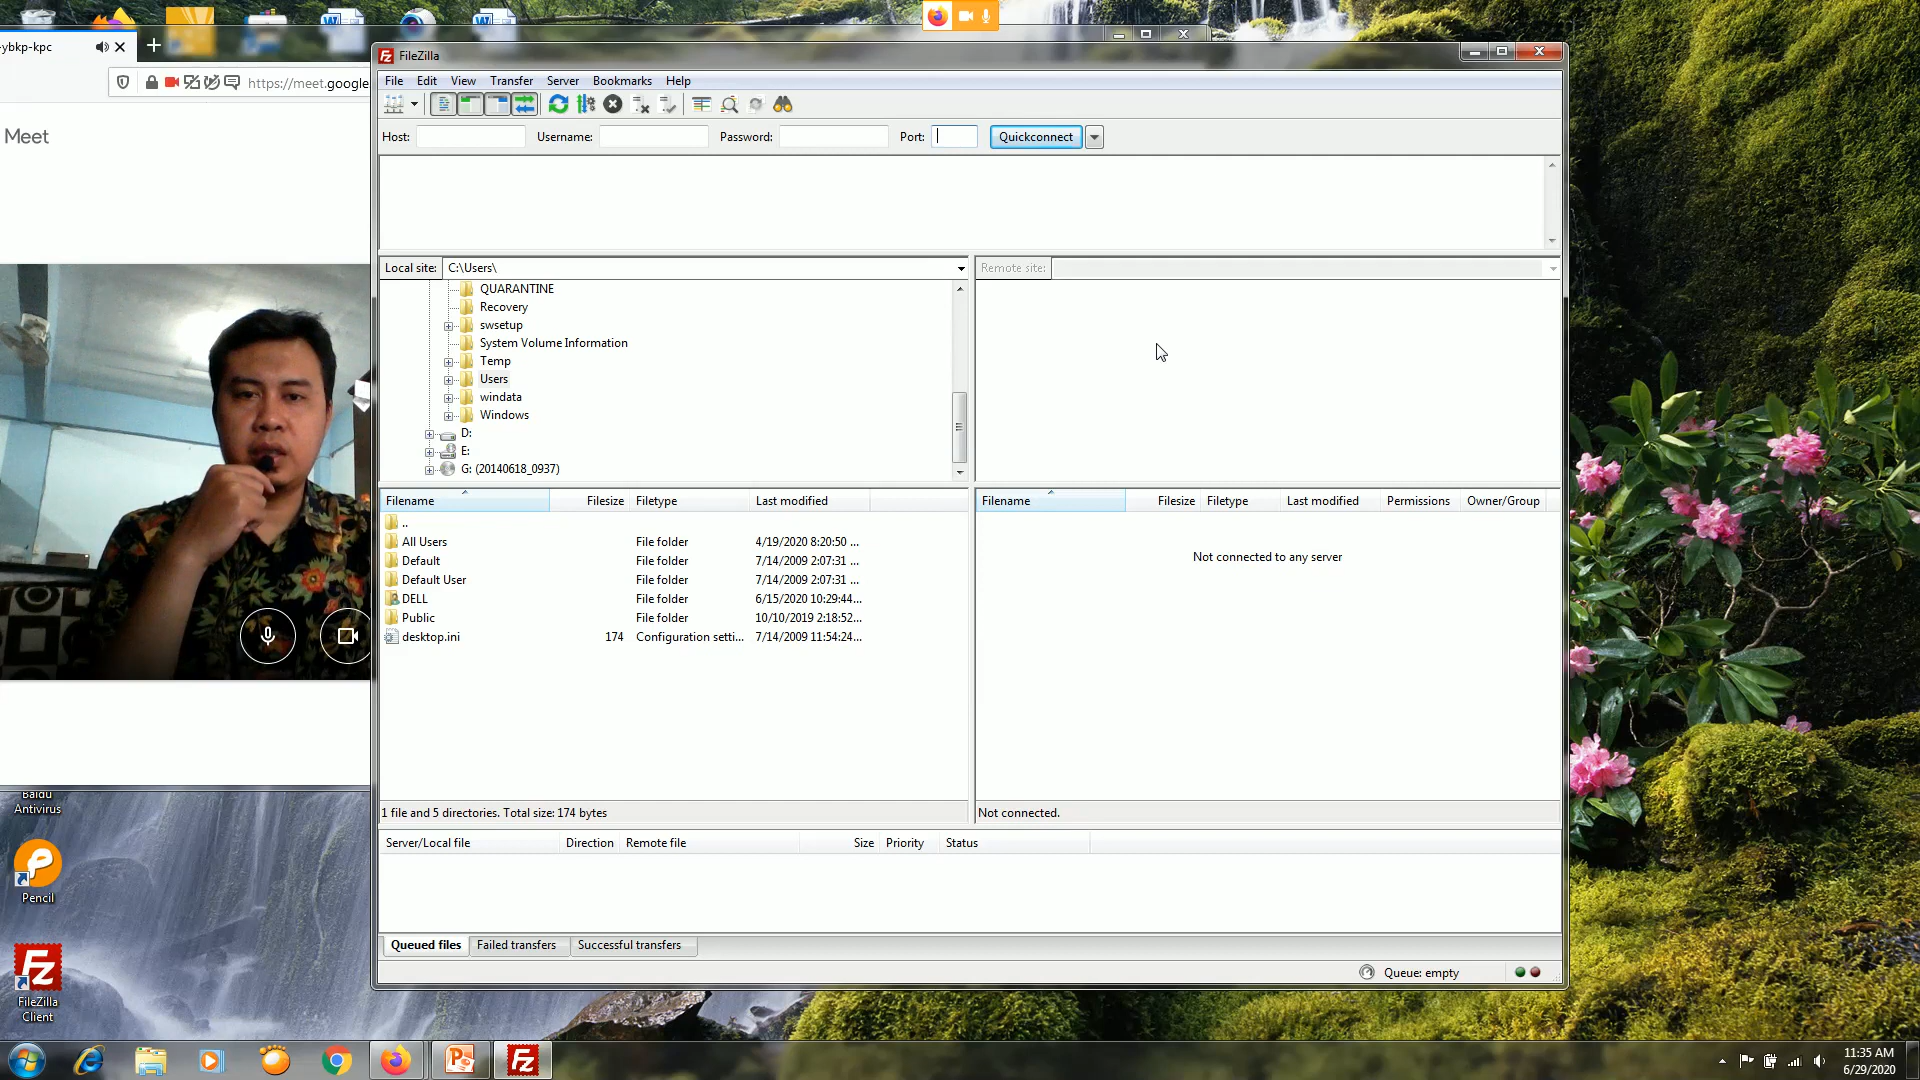 -ybkp-kpc
https://meet.google
Meet
FileZilla
File Edit View Transfer Server Bookmarks Help
Host: Username: Password: Port: Quickconnect
Local site: C:\Users\
Remote site:
QUARANTINE
Recovery
swsetup
System Volume Information
Temp
Users
windata
Windows
D:
E:
G: (20140618_0937)
Filename Filesize Filetype Last modified
..
All Users File folder 4/19/2020 8:20:50 ...
Default File folder 7/14/2009 2:07:31 ...
Default User File folder 7/14/2009 2:07:31 ...
DELL File folder 6/15/2020 10:29:44...
Public File folder 10/10/2019 2:18:52...
desktop.ini 174 Configuration setti... 7/14/2009 11:54:24...
1 file and 5 directories. Total size: 174 bytes
Filename Filesize Filetype Last modified Permissions Owner/Group
Not connected to any server
Not connected.
Server/Local file Direction Remote file Size Priority Status
Queued files Failed transfers Successful transfers
Queue: empty
Baidu
Antivirus
Pencil
FileZilla
Client
11:35 AM
6/29/2020